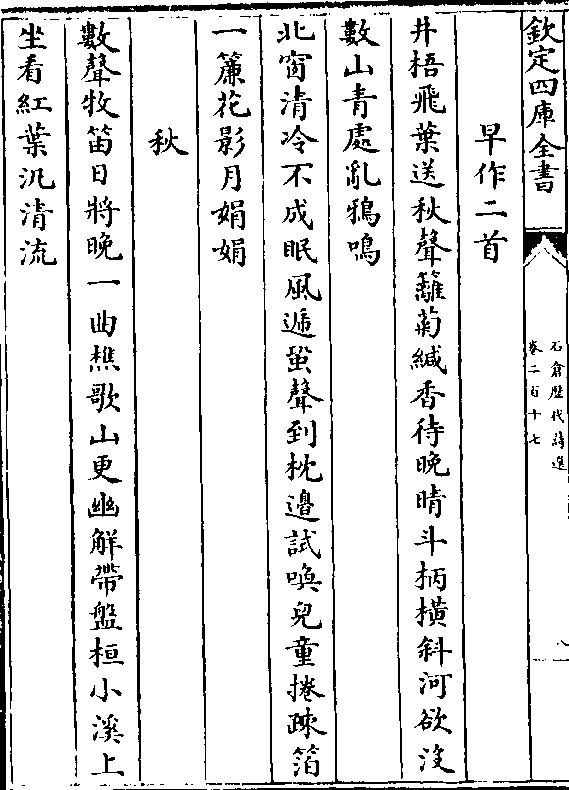 欽定四庫全書
石倉歷代詩選
卷二百十七
八
早作二首
井梧飛葉送秋聲籬菊緘香待晚晴斗柄橫斜河欲没
數山青處亂鴉鳴
北窗清冷不成眠風遞蛩聲到枕邊試喚兒童捲疎箔
一簾花影月娟娟
秋
數聲牧笛日將晚一曲樵歌山更幽解帶盤桓小溪上
坐看紅葉汎清流